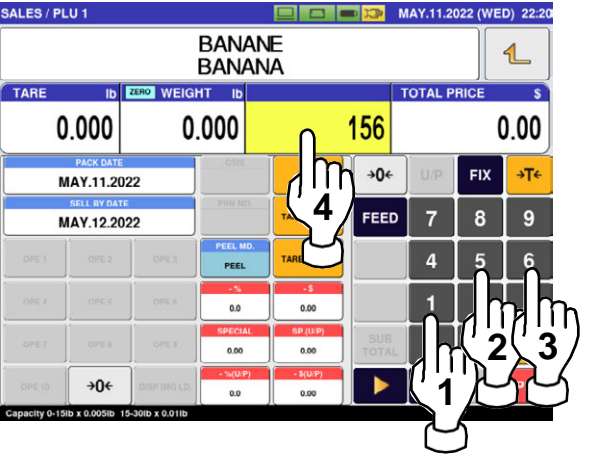 SALES / PLU 1 MAY.11.2022 (WED) 22:20
BANANE
BANANA
TARE lb ZERO WEIGHT lb TOTAL PRICE $
0.000 0.000 156 0.00
PACK DATE CSIS →0← U/P FIX →T←
MAY.11.2022
SELL BY DATE PRN MD. FEED 7 8 9
MAY.12.2022
OPE 1 OPE 2 OPE 3 PEEL MD. TARE 4 5 6
PEEL
OPE 4 OPE 5 OPE 6 - % - $ 1
0.0 0.00
OPE 7 OPE 8 OPE 9 SPECIAL SP.(U/P) SUB TOTAL
0.00 0.00
OPE 10 →0← DISP IMG LD. - %(U/P) - $(U/P)
0.0 0.00
4
2 3
1
Capacity 0-15lb x 0.005lb 15-30lb x 0.01lb